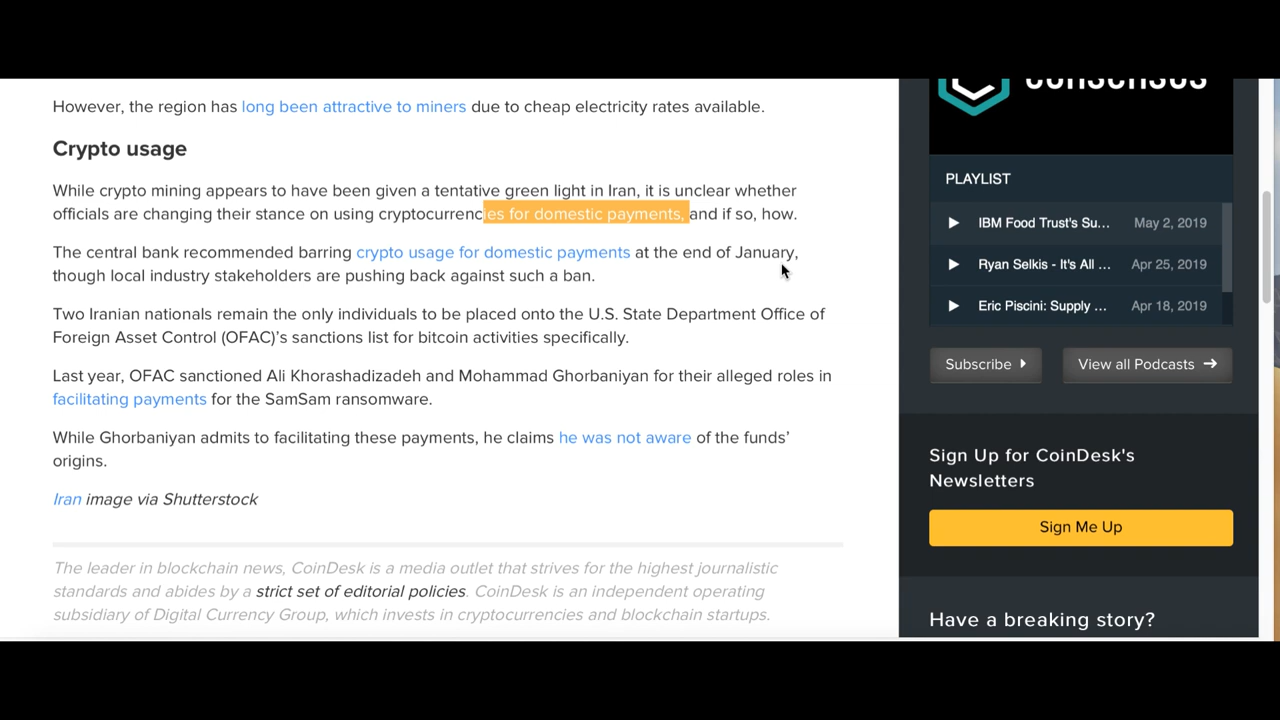 However, the region has long been attractive to miners due to cheap electricity rates available.
Crypto usage
While crypto mining appears to have been given a tentative green light in Iran, it is unclear whether
officials are changing their stance on using cryptocurrencies for domestic payments, and if so, how.
The central bank recommended barring crypto usage for domestic payments at the end of January,
though local industry stakeholders are pushing back against such a ban.
Two Iranian nationals remain the only individuals to be placed onto the U.S. State Department Office of
Foreign Asset Control (OFAC)’s sanctions list for bitcoin activities specifically.
Last year, OFAC sanctioned Ali Khorashadizadeh and Mohammad Ghorbaniyan for their alleged roles in
facilitating payments for the SamSam ransomware.
While Ghorbaniyan admits to facilitating these payments, he claims he was not aware of the funds’
origins.
Iran image via Shutterstock
The leader in blockchain news, CoinDesk is a media outlet that strives for the highest journalistic
standards and abides by a strict set of editorial policies. CoinDesk is an independent operating
subsidiary of Digital Currency Group, which invests in cryptocurrencies and blockchain startups.
PLAYLIST
IBM Food Trust's Su... May 2, 2019
Ryan Selkis - It's All ... Apr 25, 2019
Eric Piscini: Supply ... Apr 18, 2019
Subscribe
View all Podcasts
Sign Up for CoinDesk's
Newsletters
Sign Me Up
Have a breaking story?